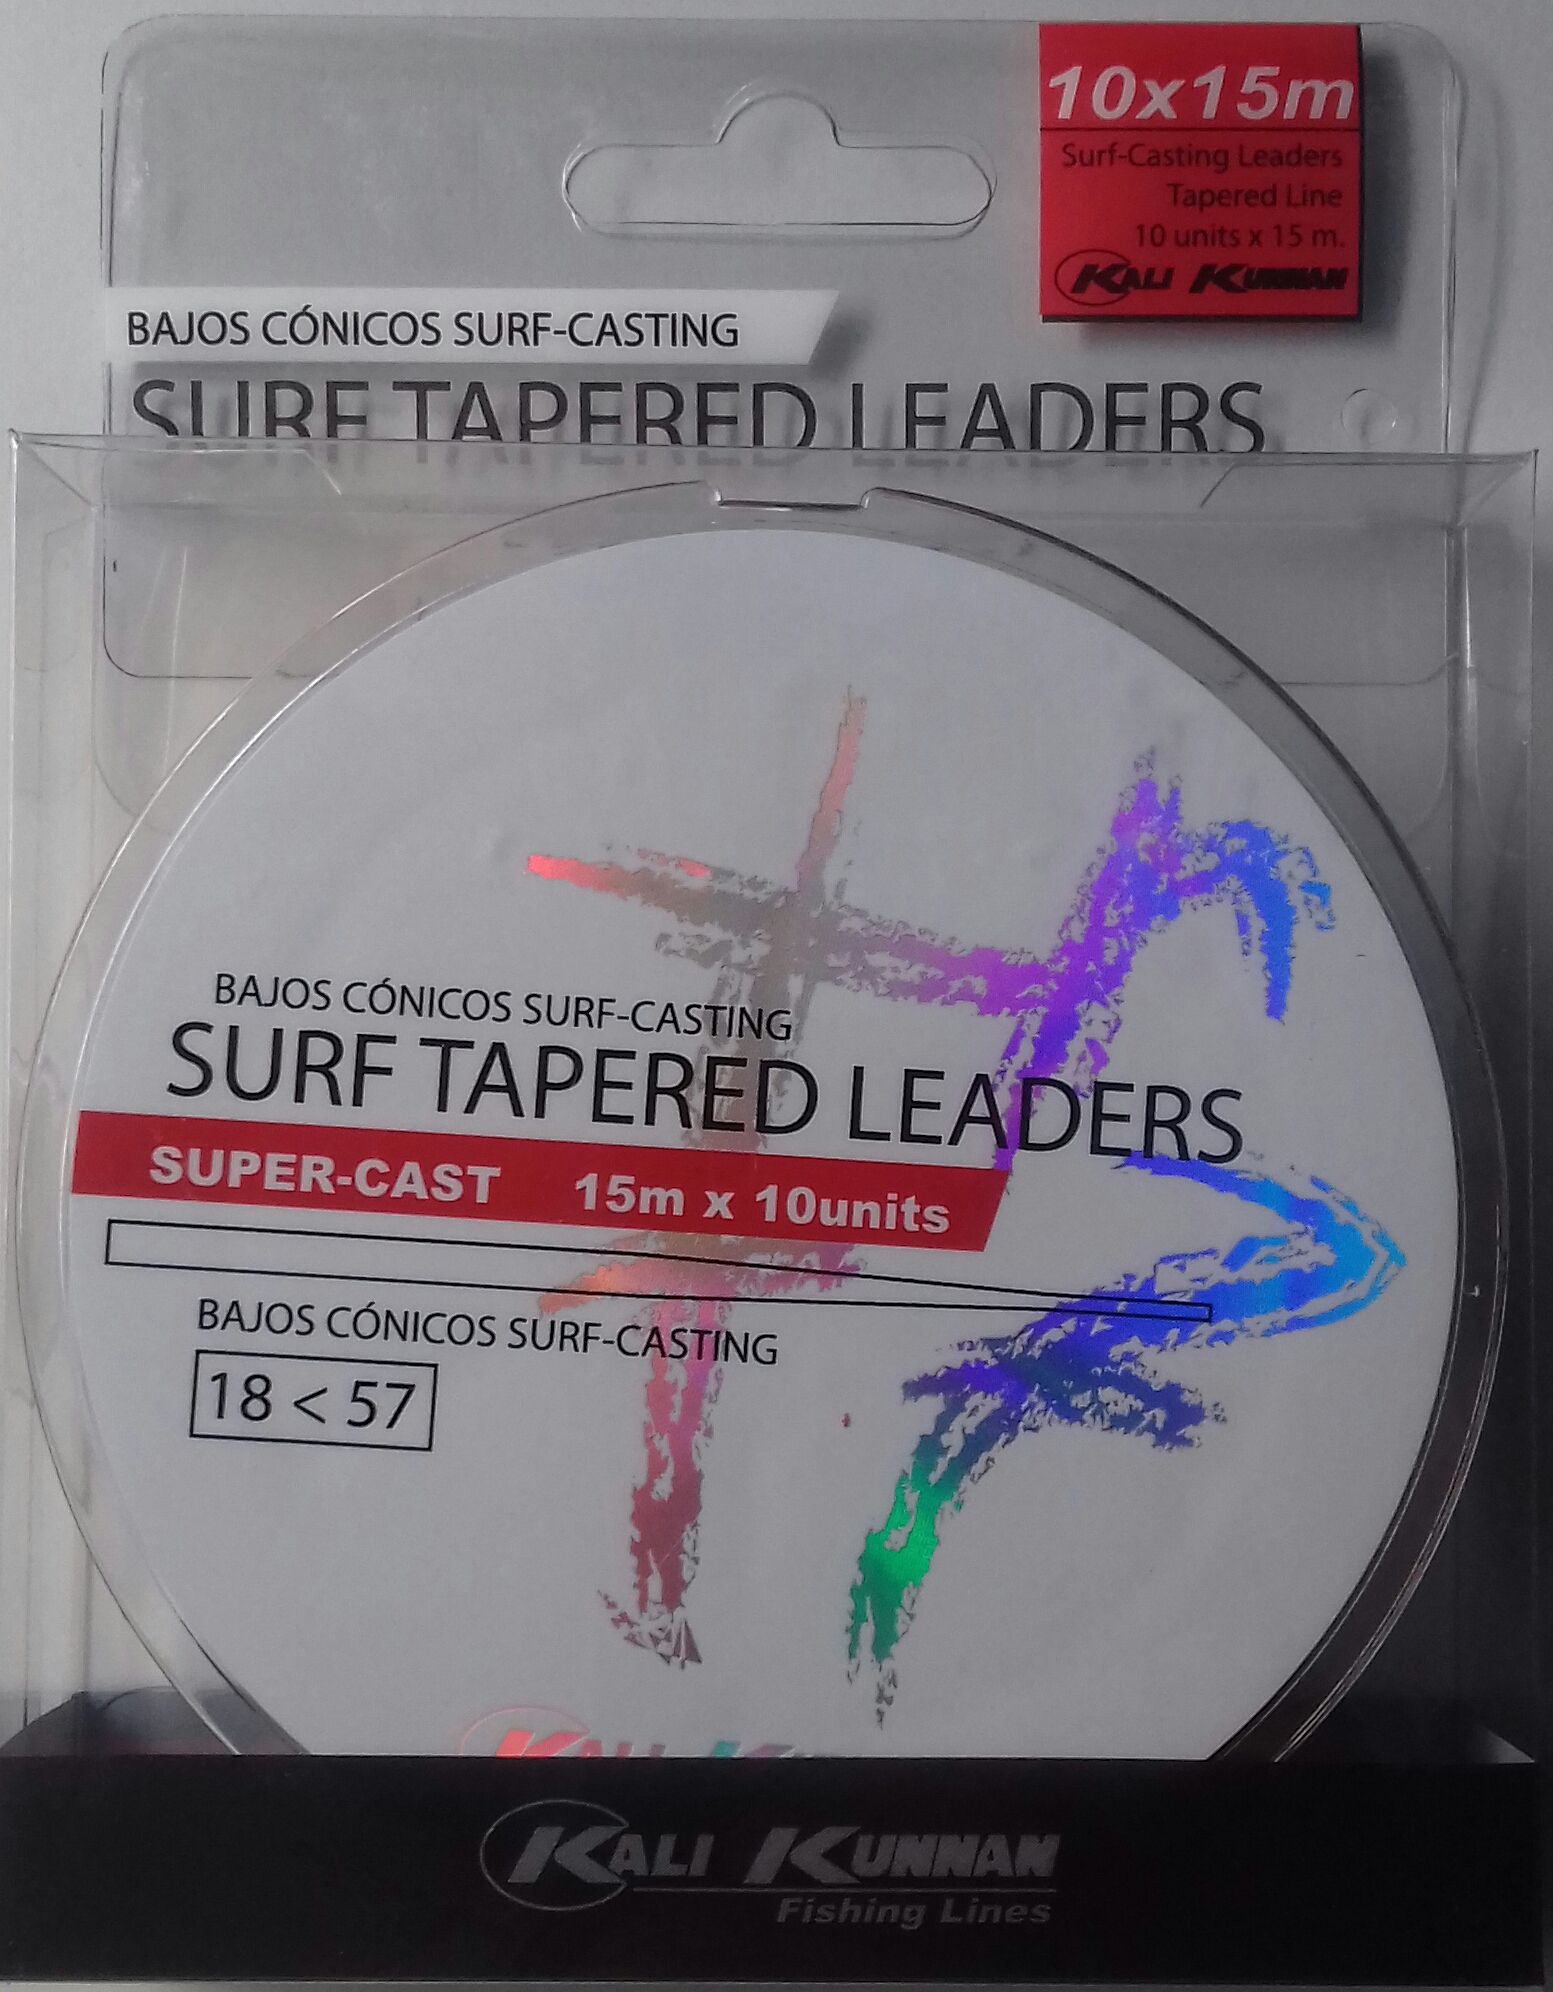 10x15m
Surf-Casting Leaders
Tapered Line
10 units x 15 m.
KALI KUNNAN
BAJOS CÓNICOS SURF-CASTING
SURF TAPERED LEADERS
BAJOS CÓNICOS SURF-CASTING
SURF TAPERED LEADERS
SUPER-CAST 15m x 10units
BAJOS CÓNICOS SURF-CASTING
18 < 57
KALI KUNNAN
Fishing Lines